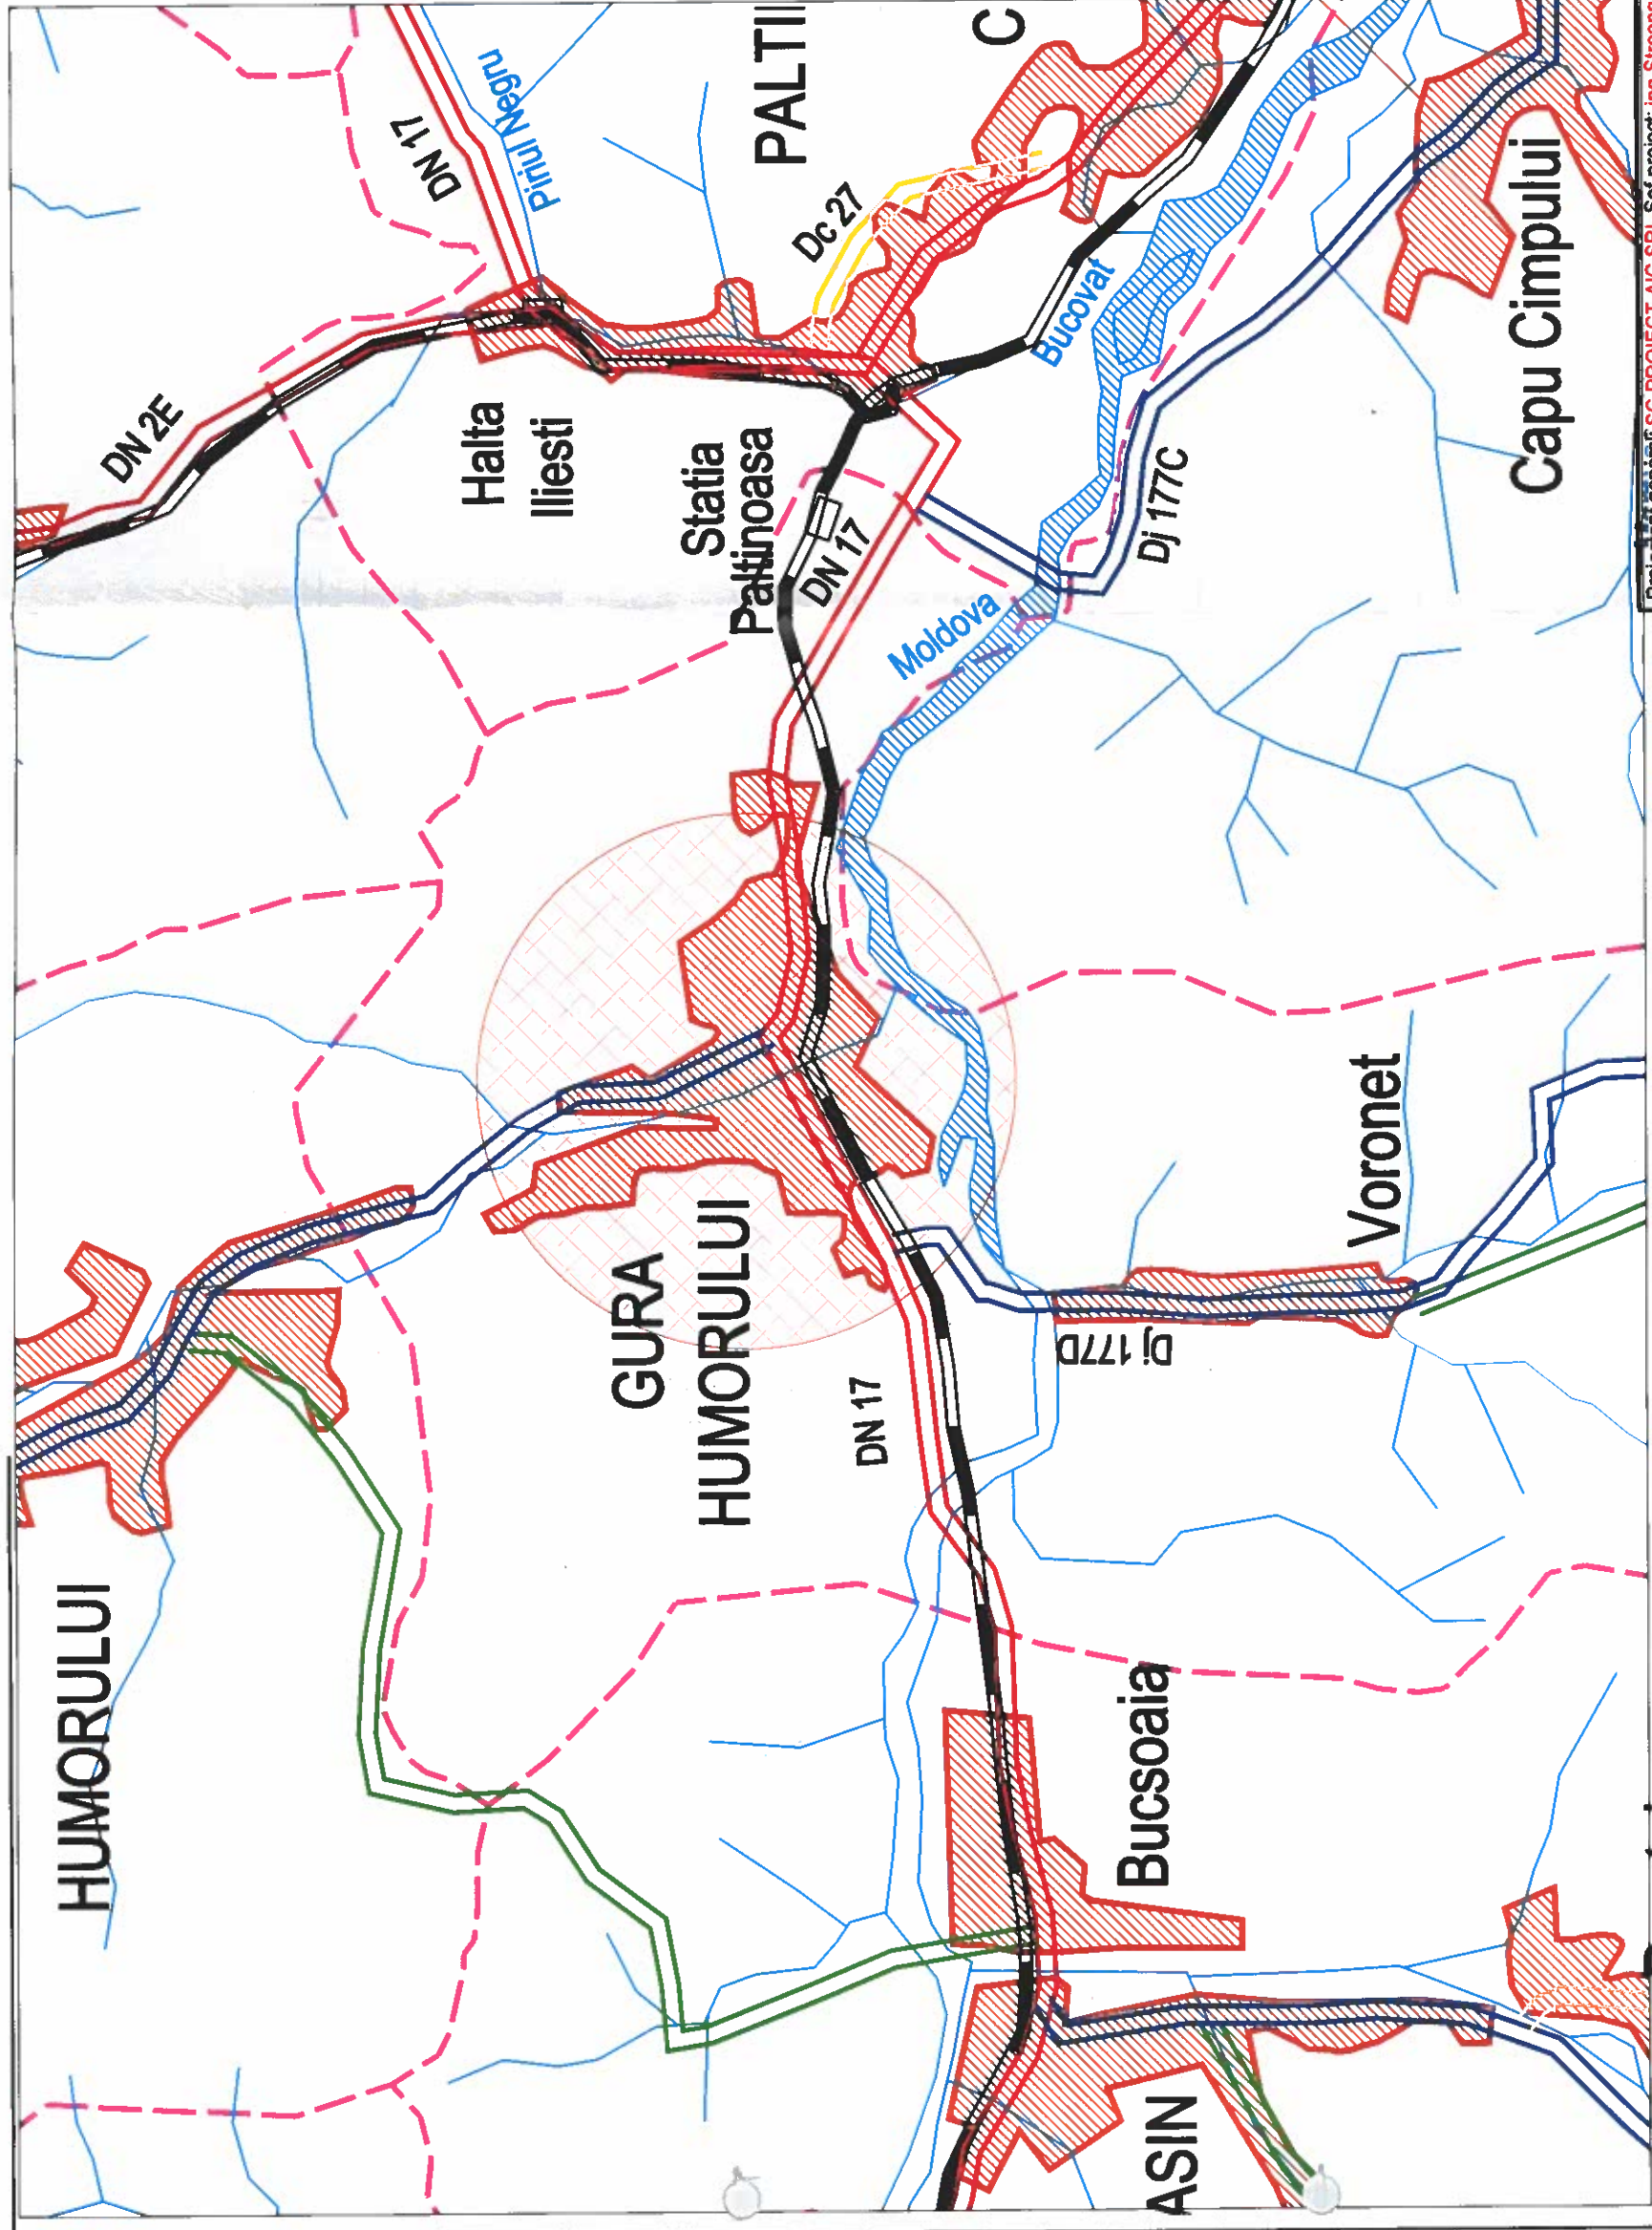 HUMORULUI
DN 2E
DN 17
Piriul Negru
PALTI
C
Dc 27
Halta
Iliesti
Statia
Paltinoasa
DN 17
Bucovat
Moldova
Dj 177C
Capu Cimpului
GURA
HUMORULUI
DN 17
Dj 177D
Voronet
Bucsoaia
ASIN